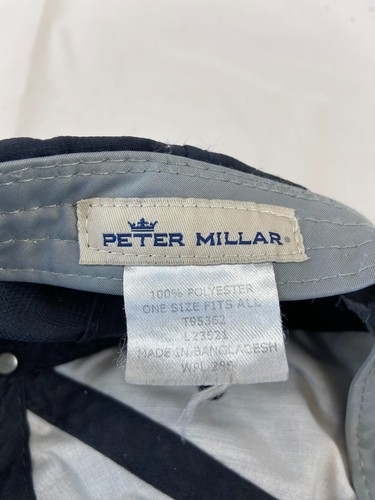 PETER MILLAR®
100% POLYESTER
ONE SIZE FITS ALL
T95362
L23521
MADE IN BANGLADESH